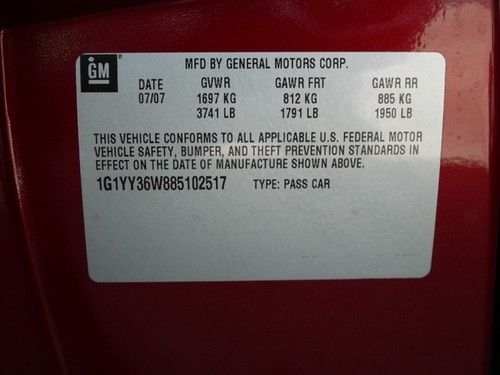 GM
MFD BY GENERAL MOTORS CORP.
DATE GVWR GAWR FRT GAWR RR
07/07 1697 KG 812 KG 885 KG
3741 LB 1791 LB 1950 LB
THIS VEHICLE CONFORMS TO ALL APPLICABLE U.S. FEDERAL MOTOR
VEHICLE SAFETY, BUMPER, AND THEFT PREVENTION STANDARDS IN
EFFECT ON THE DATE OF MANUFACTURE SHOWN ABOVE.
1G1YY36W885102517 TYPE: PASS CAR